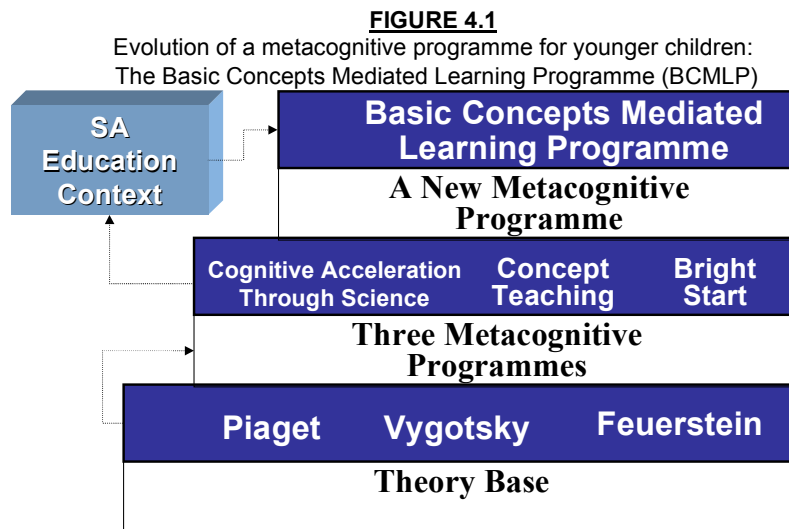 FIGURE 4.1
Evolution of a metacognitive programme for younger children:
The Basic Concepts Mediated Learning Programme (BCMLP)
SA
Education
Context
Basic Concepts Mediated
Learning Programme
A New Metacognitive
Programme
Cognitive Acceleration
Through Science
Concept
Teaching
Bright
Start
Three Metacognitive
Programmes
Piaget
Vygotsky
Feuerstein
Theory Base